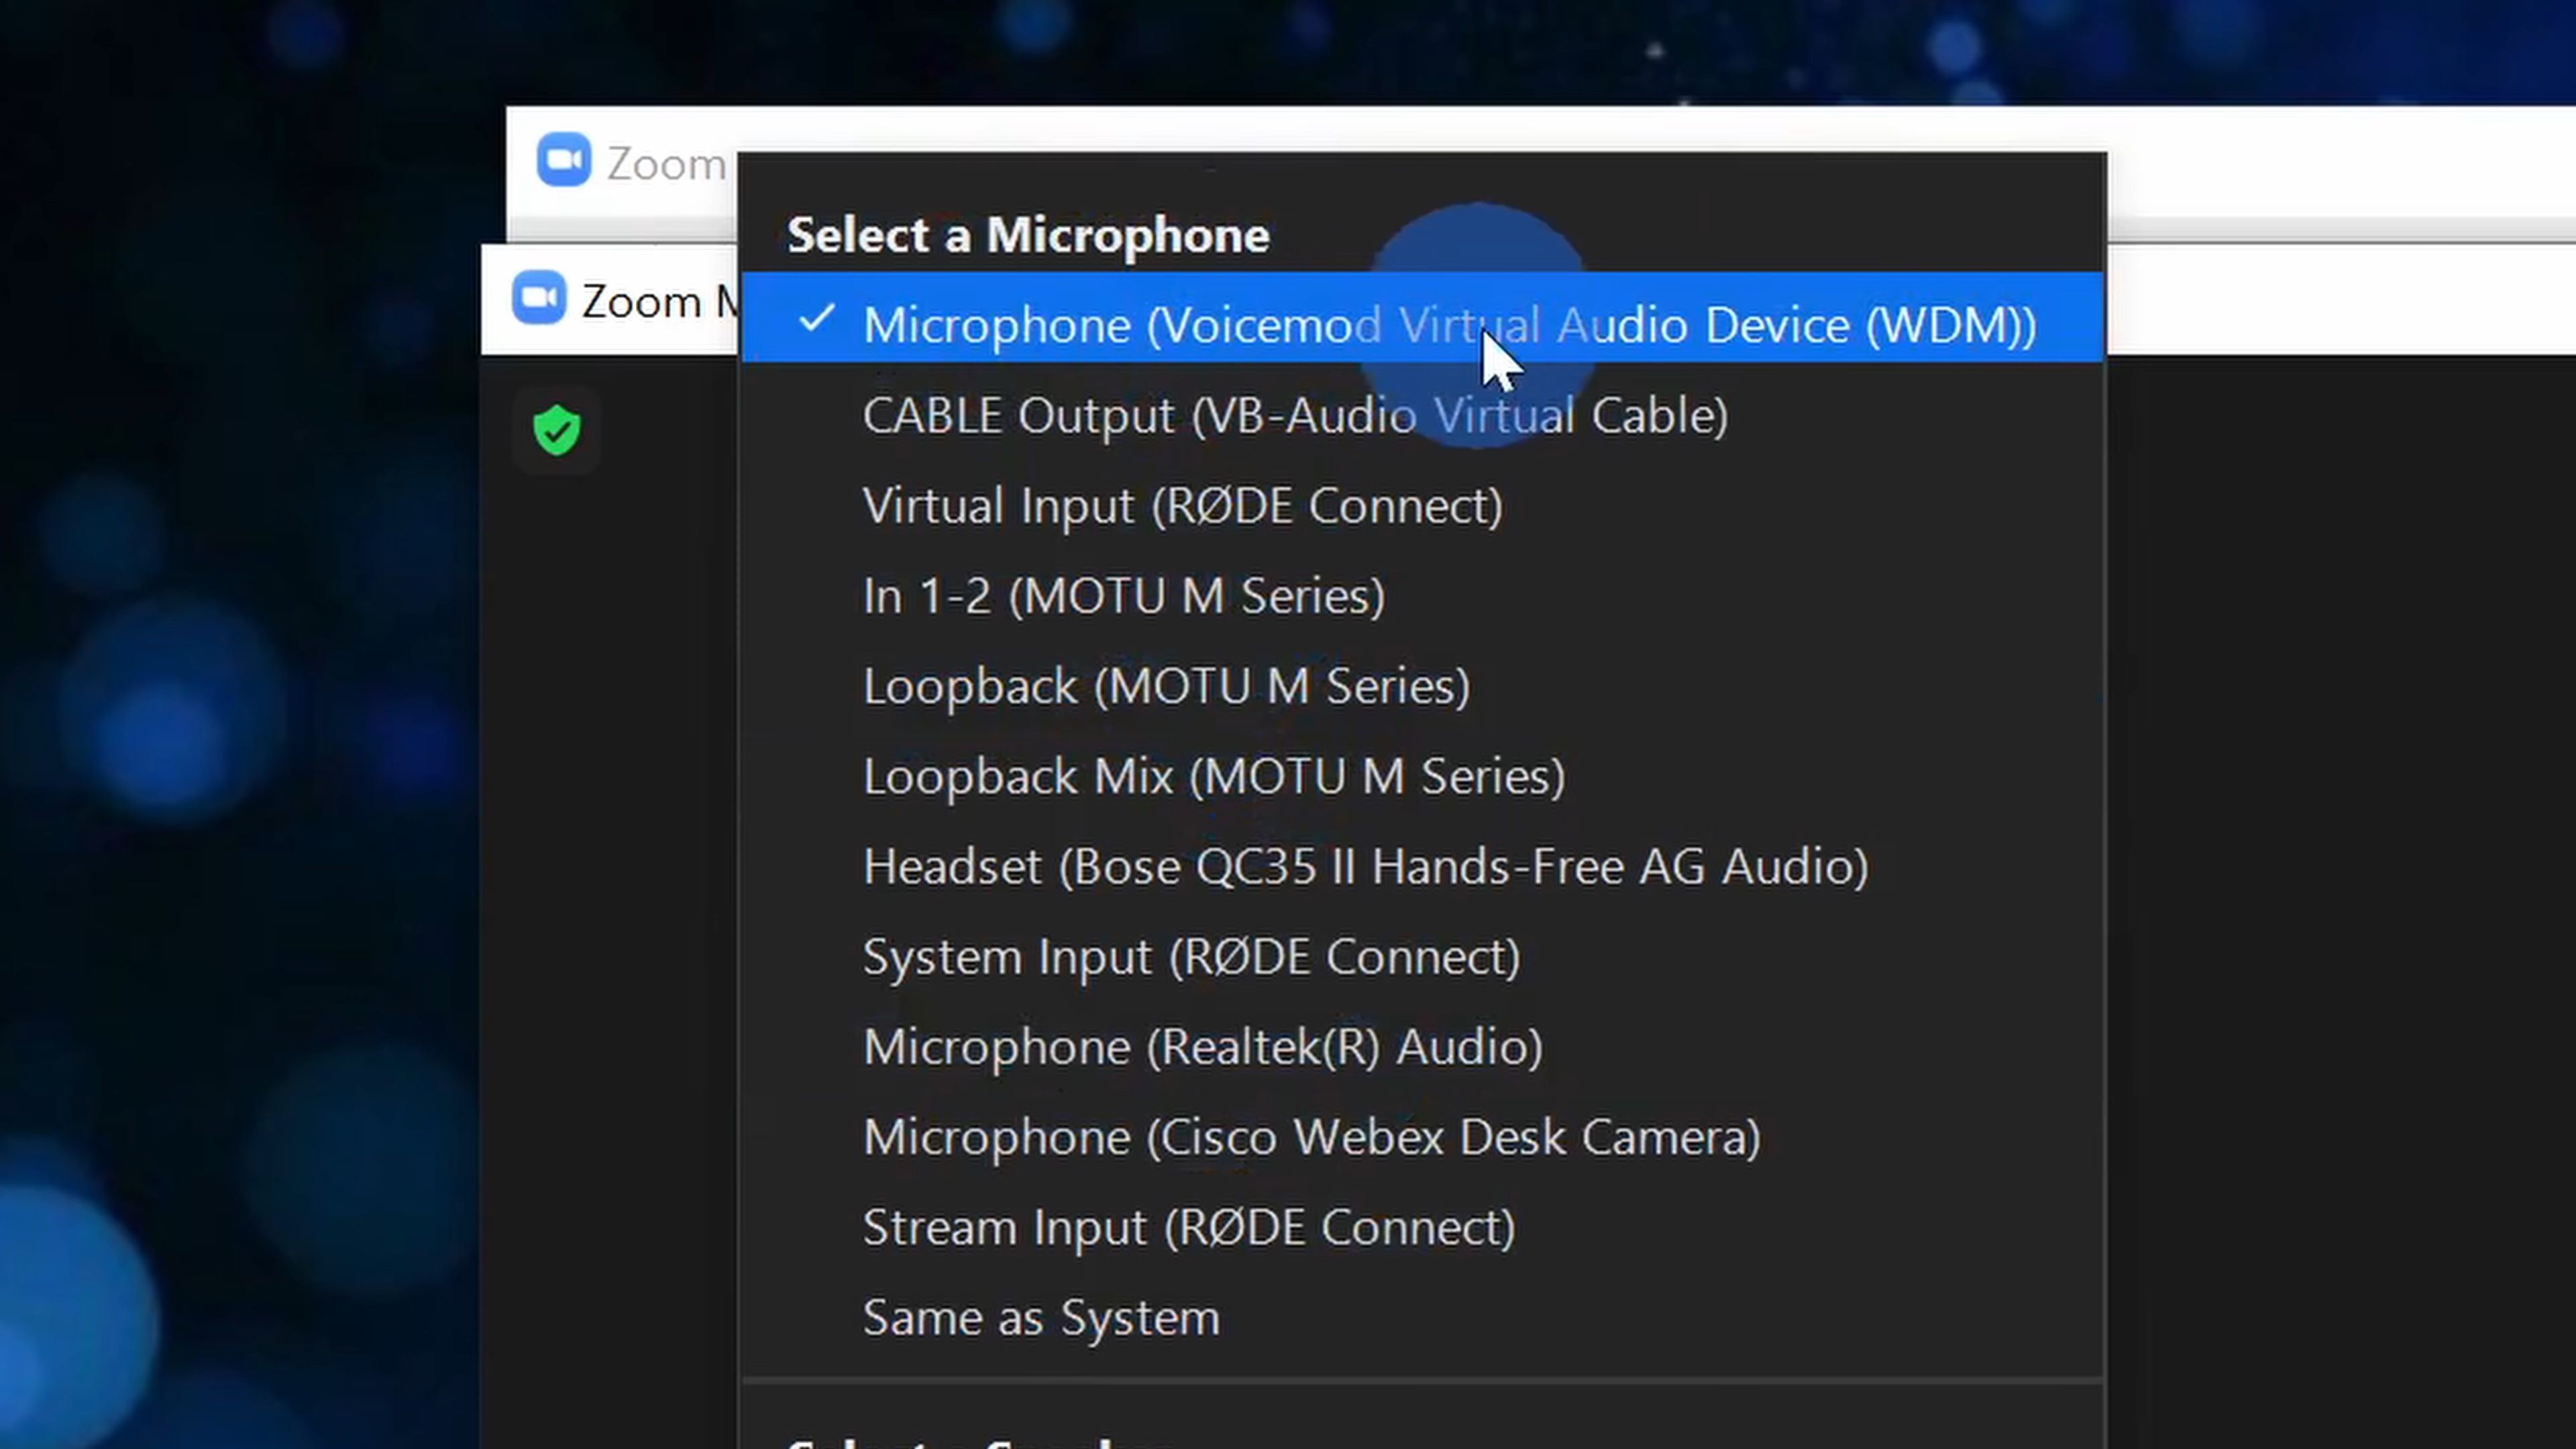 Zoom
Select a Microphone
Zoom M
Microphone (Voicemod Virtual Audio Device (WDM))
CABLE Output (VB-Audio Virtual Cable)
Virtual Input (RØDE Connect)
In 1-2 (MOTU M Series)
Loopback (MOTU M Series)
Loopback Mix (MOTU M Series)
Headset (Bose QC35 II Hands-Free AG Audio)
System Input (RØDE Connect)
Microphone (Realtek(R) Audio)
Microphone (Cisco Webex Desk Camera)
Stream Input (RØDE Connect)
Same as System